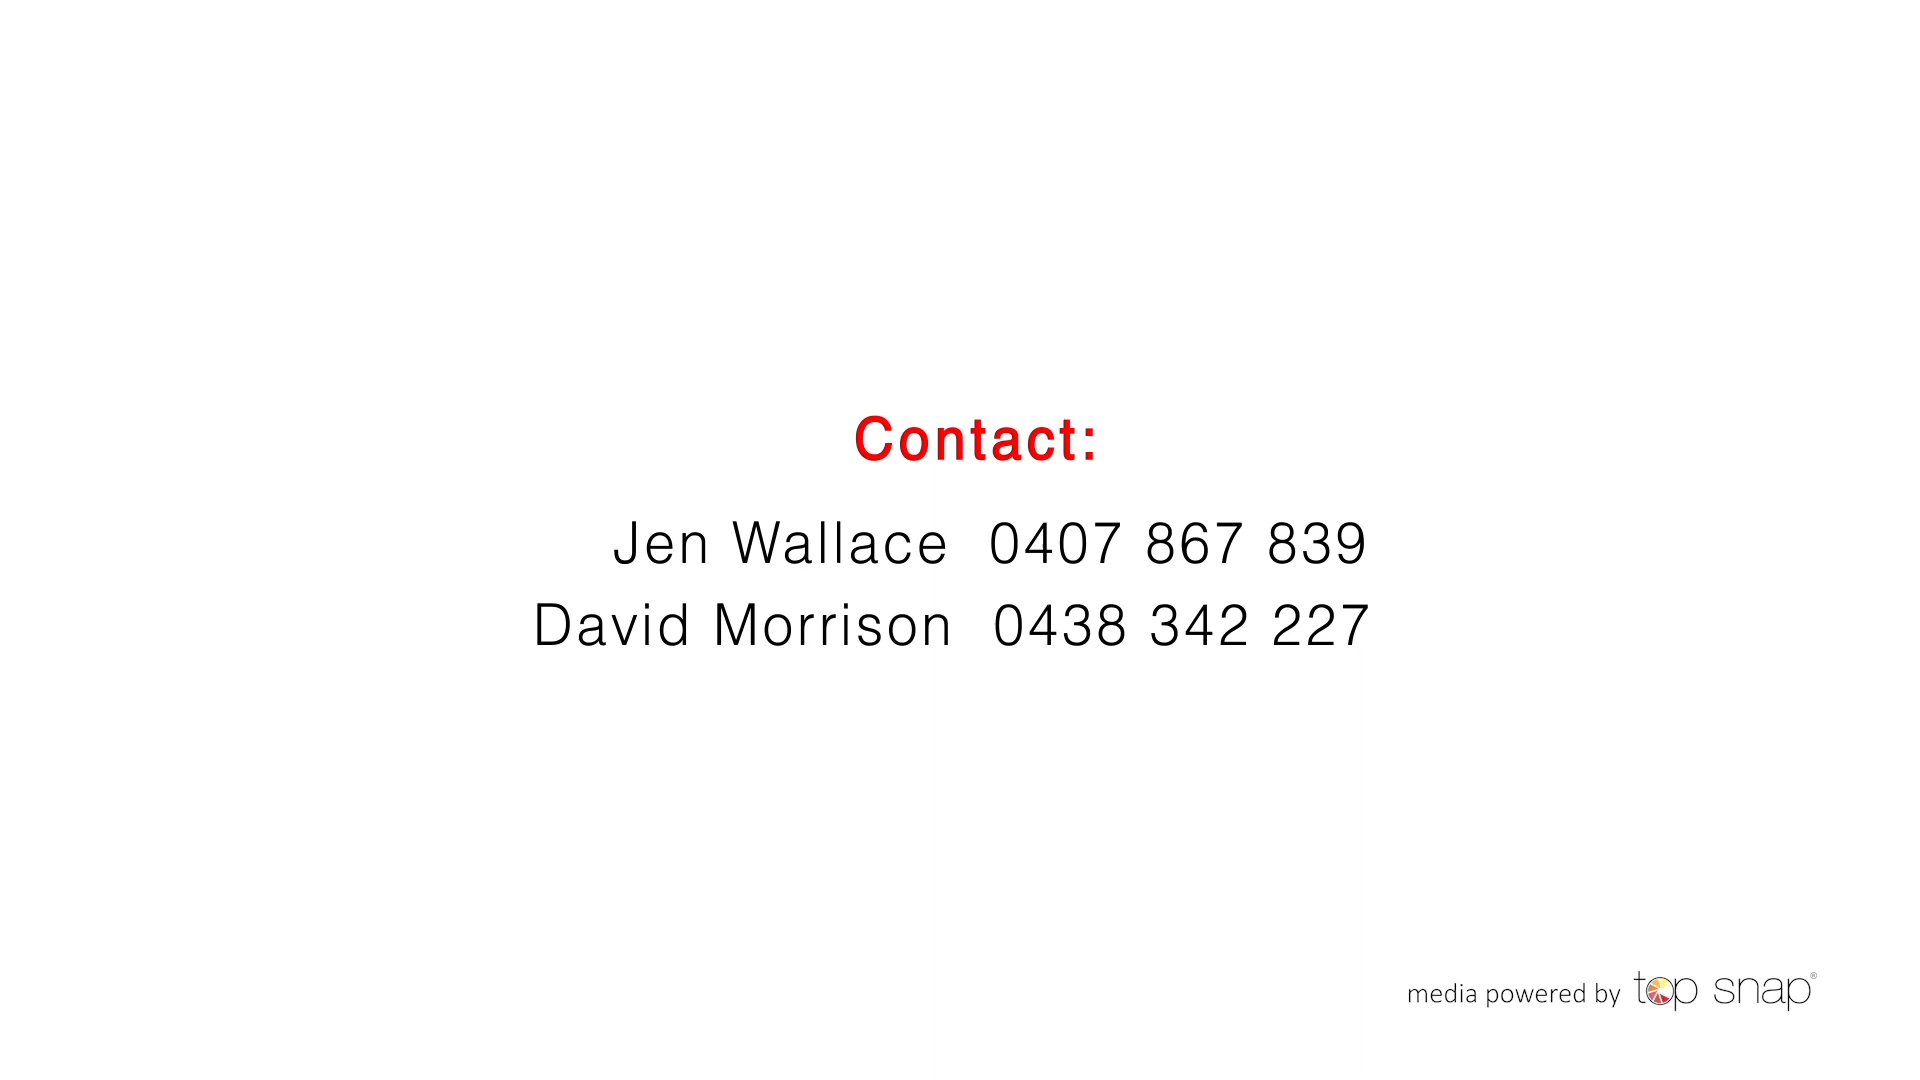 Contact:
Jen Wallace 0407 867 839
David Morrison 0438 342 227
media powered by top snap®